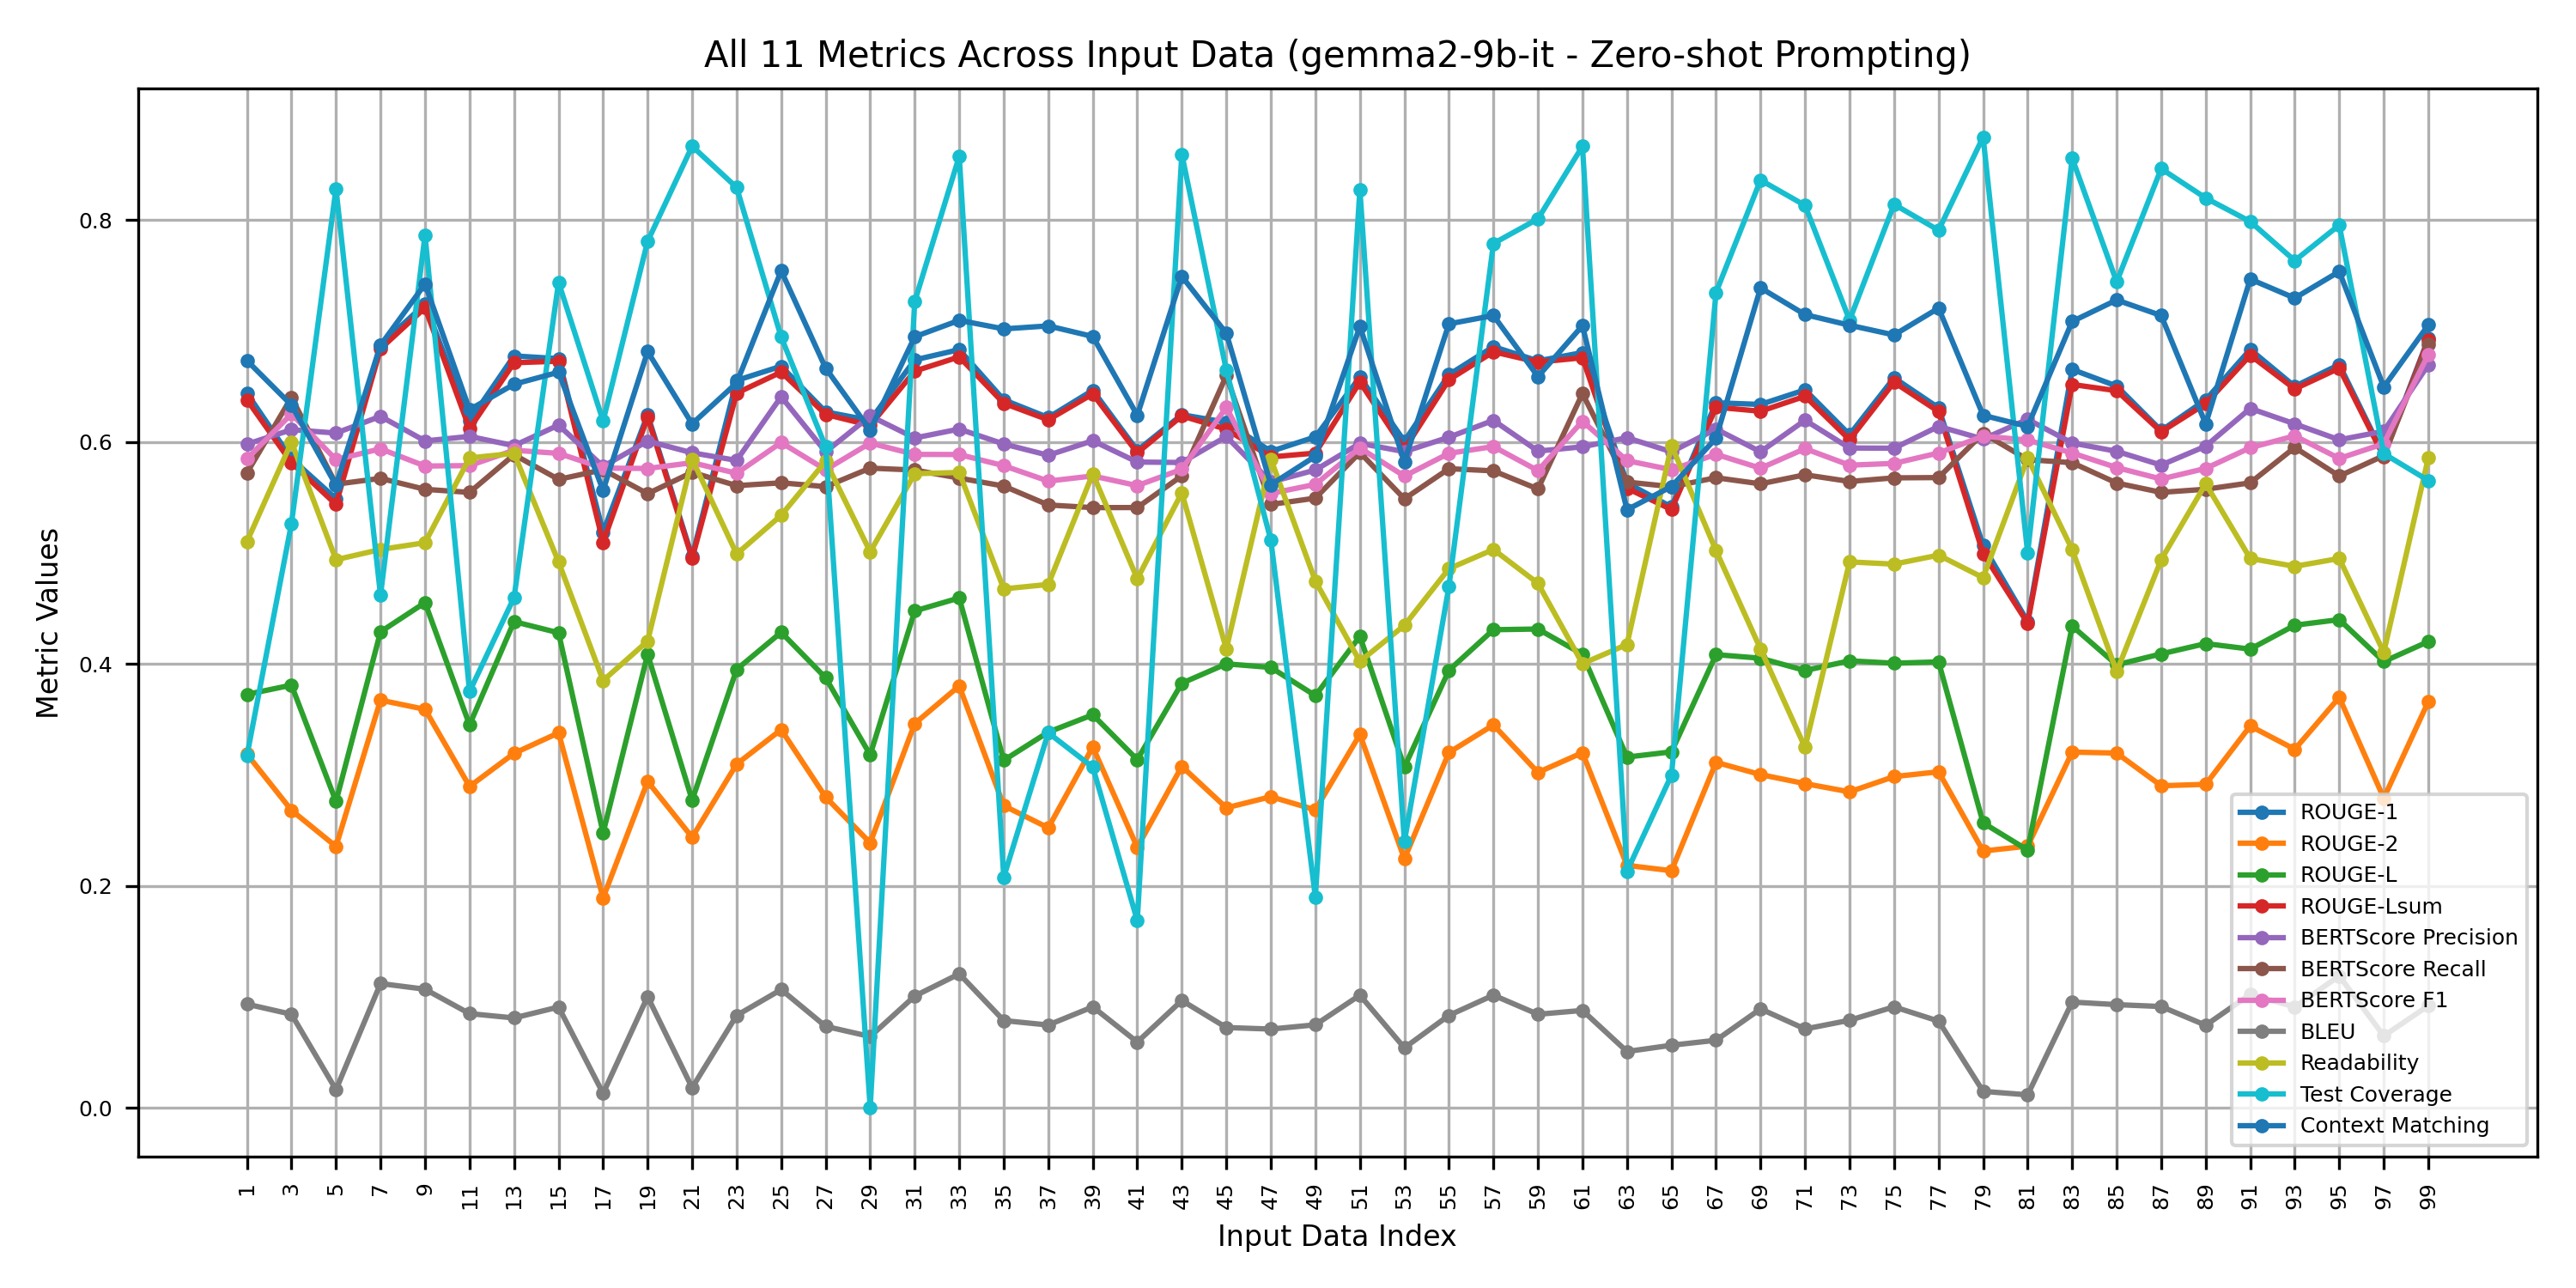 All 11 Metrics Across Input Data (gemma2-9b-it - Zero-shot Prompting)
Metric Values
0.8
0.6
0.4
0.2
0.0
ROUGE-1
ROUGE-2
ROUGE-L
ROUGE-Lsum
BERTScore Precision
BERTScore Recall
BERTScore F1
BLEU
Readability
Test Coverage
Context Matching
1 3 5 7 9 11 13 15 17 19 21 23 25 27 29 31 33 35 37 39 41 43 45 47 49 51 53 55 57 59 61 63 65 67 69 71 73 75 77 79 81 83 85 87 89 91 93 95 97 99
Input Data Index